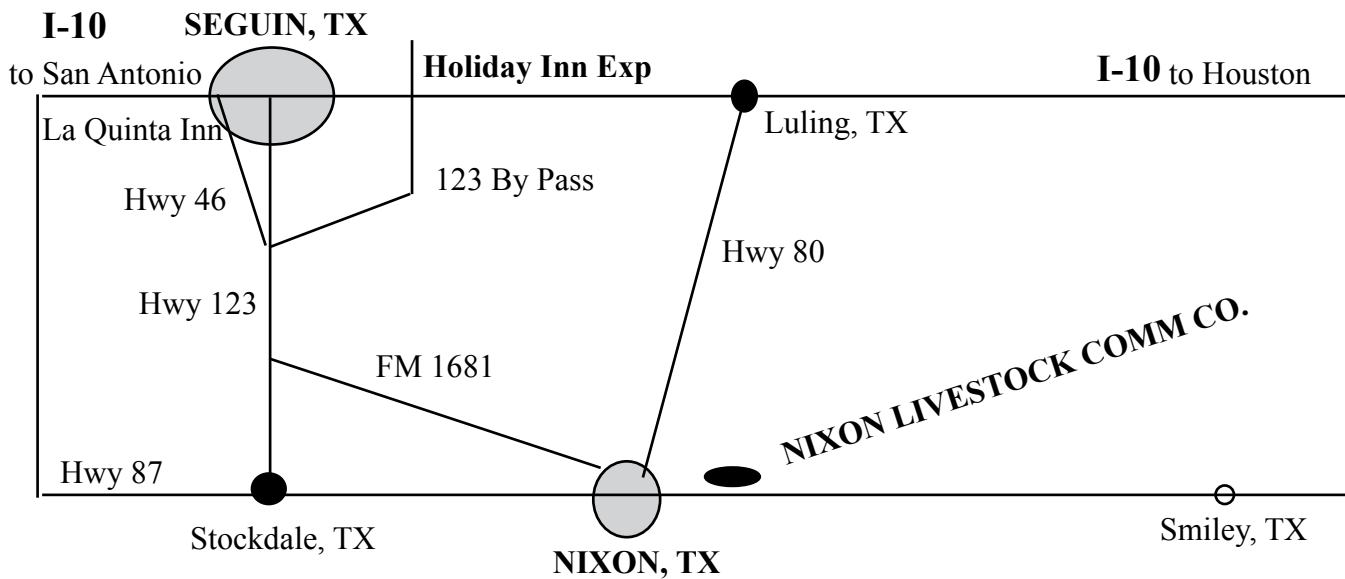 I-10
SEGUIN, TX
to San Antonio
Holiday Inn Exp
I-10 to Houston
La Quinta Inn
Luling, TX
Hwy 46
123 By Pass
Hwy 80
Hwy 123
FM 1681
NIXON LIVESTOCK COMM CO.
Hwy 87
Stockdale, TX
Smiley, TX
NIXON, TX